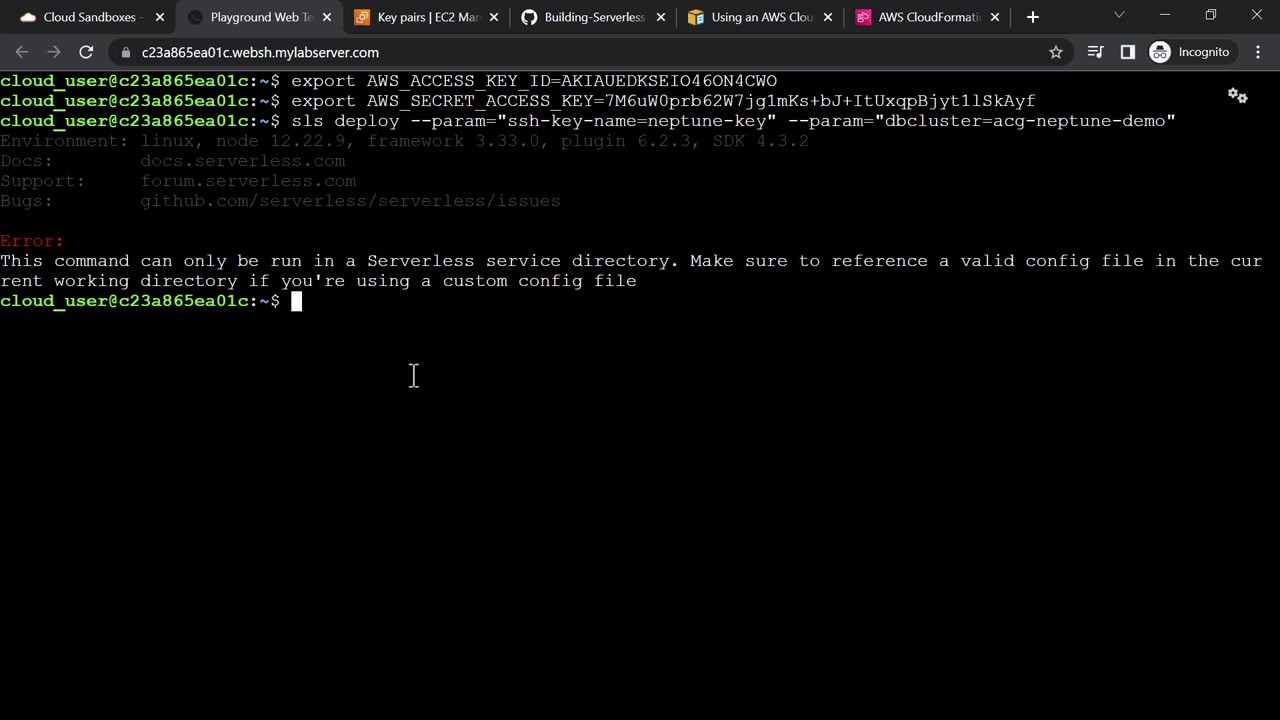 Cloud Sandboxes -
Playground Web Te
Key pairs | EC2 Man
Building-Serverless
Using an AWS Clou
AWS CloudFormati
c23a865ea01c.websh.mylabserver.com
Incognito
cloud_user@c23a865ea01c:~$ export AWS_ACCESS_KEY_ID=AKIAUEDKSEIO46ON4CWO
cloud_user@c23a865ea01c:~$ export AWS_SECRET_ACCESS_KEY=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
cloud_user@c23a865ea01c:~$ sls deploy --param="ssh-key-name=neptune-key" --param="dbcluster=acg-neptune-demo"
Environment: linux, node 12.22.9, framework 3.33.0, plugin 6.2.3, SDK 4.3.2
Docs: docs.serverless.com
Support: forum.serverless.com
Bugs: github.com/serverless/serverless/issues
Error:
This command can only be run in a Serverless service directory. Make sure to reference a valid config file in the cur
rent working directory if you're using a custom config file
cloud_user@c23a865ea01c:~$